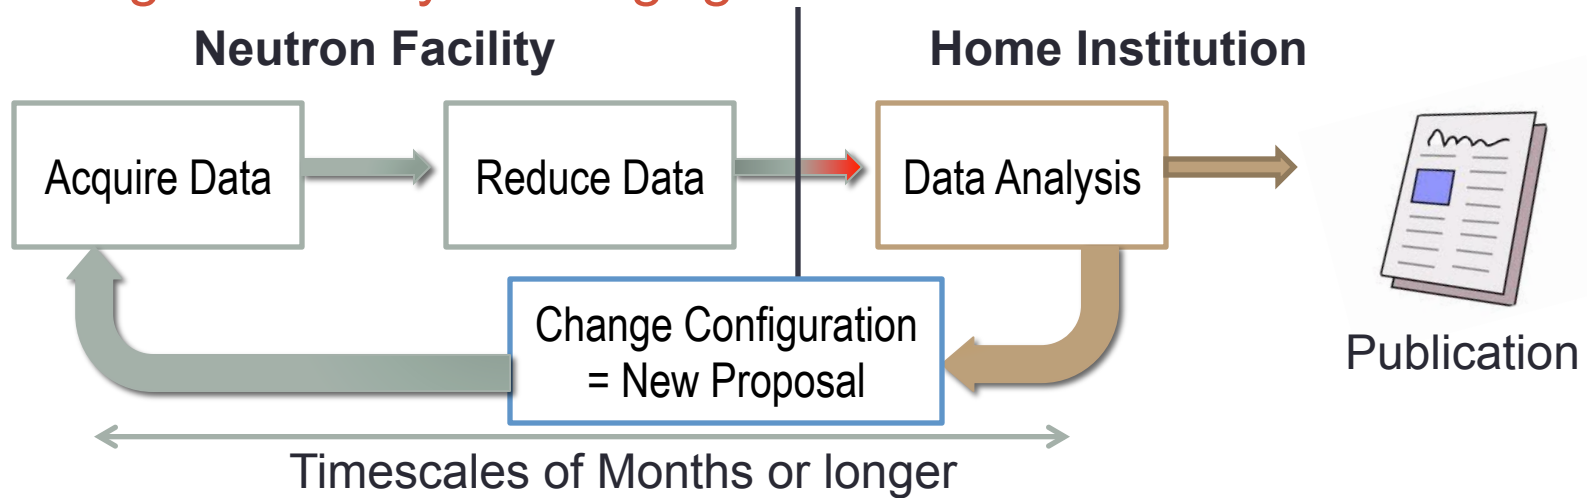 Neutron Facility
Home Institution
Acquire Data
Reduce Data
Data Analysis
Change Configuration
= New Proposal
Publication
Timescales of Months or longer